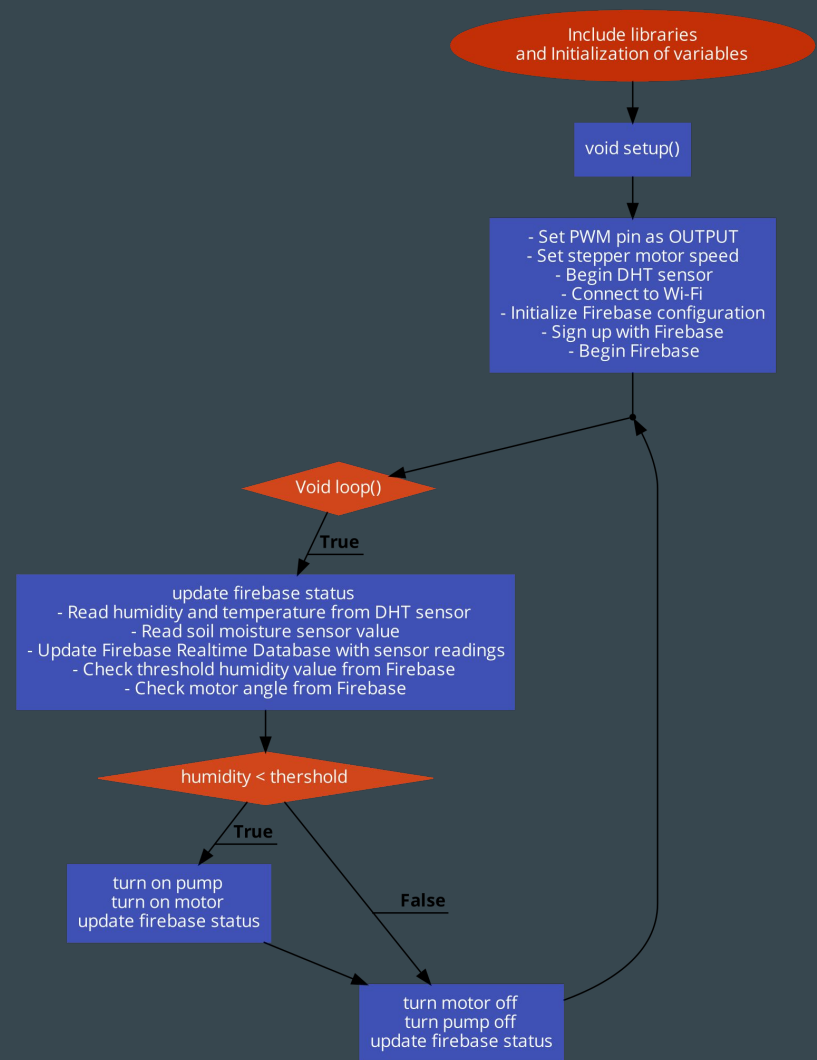 Include libraries
and Initialization of variables
void setup()
- Set PWM pin as OUTPUT
- Set stepper motor speed
- Begin DHT sensor
- Connect to Wi-Fi
- Initialize Firebase configuration
- Sign up with Firebase
- Begin Firebase
Void loop()
True
update firebase status
- Read humidity and temperature from DHT sensor
- Read soil moisture sensor value
- Update Firebase Realtime Database with sensor readings
- Check threshold humidity value from Firebase
- Check motor angle from Firebase
humidity < thershold
True
turn on pump
turn on motor
update firebase status
False
turn motor off
turn pump off
update firebase status